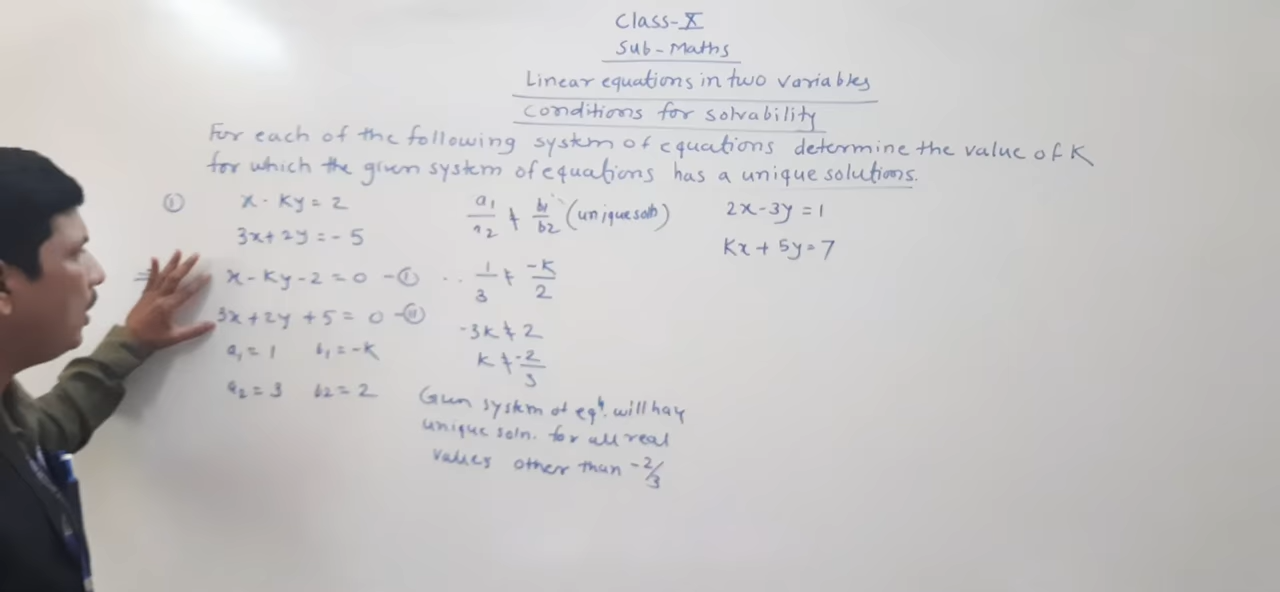 Class-X
Sub-Maths
Linear equations in two variables
Conditions for solvability
For each of the following system of equations determine the value of K
for which the given system of equations has a unique solutions.
① x - Ky = 2
3x + 2y = - 5
⇒ x - Ky - 2 = 0 - ①
3x + 2y + 5 = 0 - ⑪
a₁ = 1 b₁ = -K
a₂ = 3 b₂ = 2
a₁/a₂ ≠ b₁/b₂ (unique soln)
∴ 1/3 ≠ -K/2
-3K ≠ 2
K ≠ -2/3
Given system of eqⁿ. will have
unique soln. for all real
values other than -2/3
2x - 3y = 1
Kx + 5y = 7